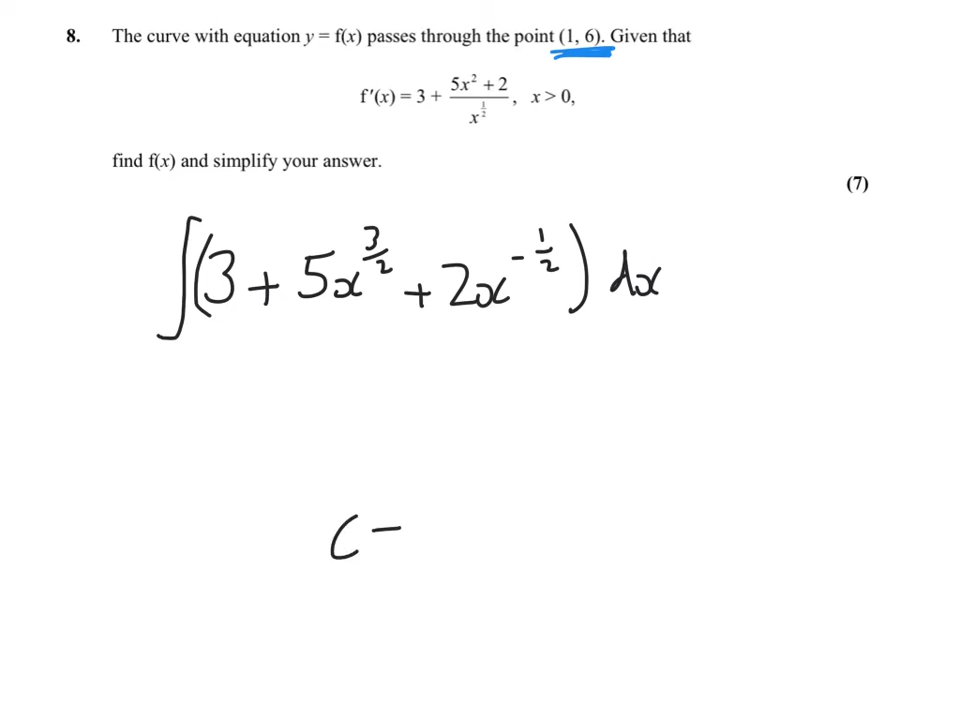 8. The curve with equation y = f(x) passes through the point (1, 6). Given that
f′(x) = 3 + (5x² + 2)/x^(1/2), x > 0,
find f(x) and simplify your answer.
(7)
∫(3 + 5x^(3/2) + 2x^(-1/2)) dx
C –